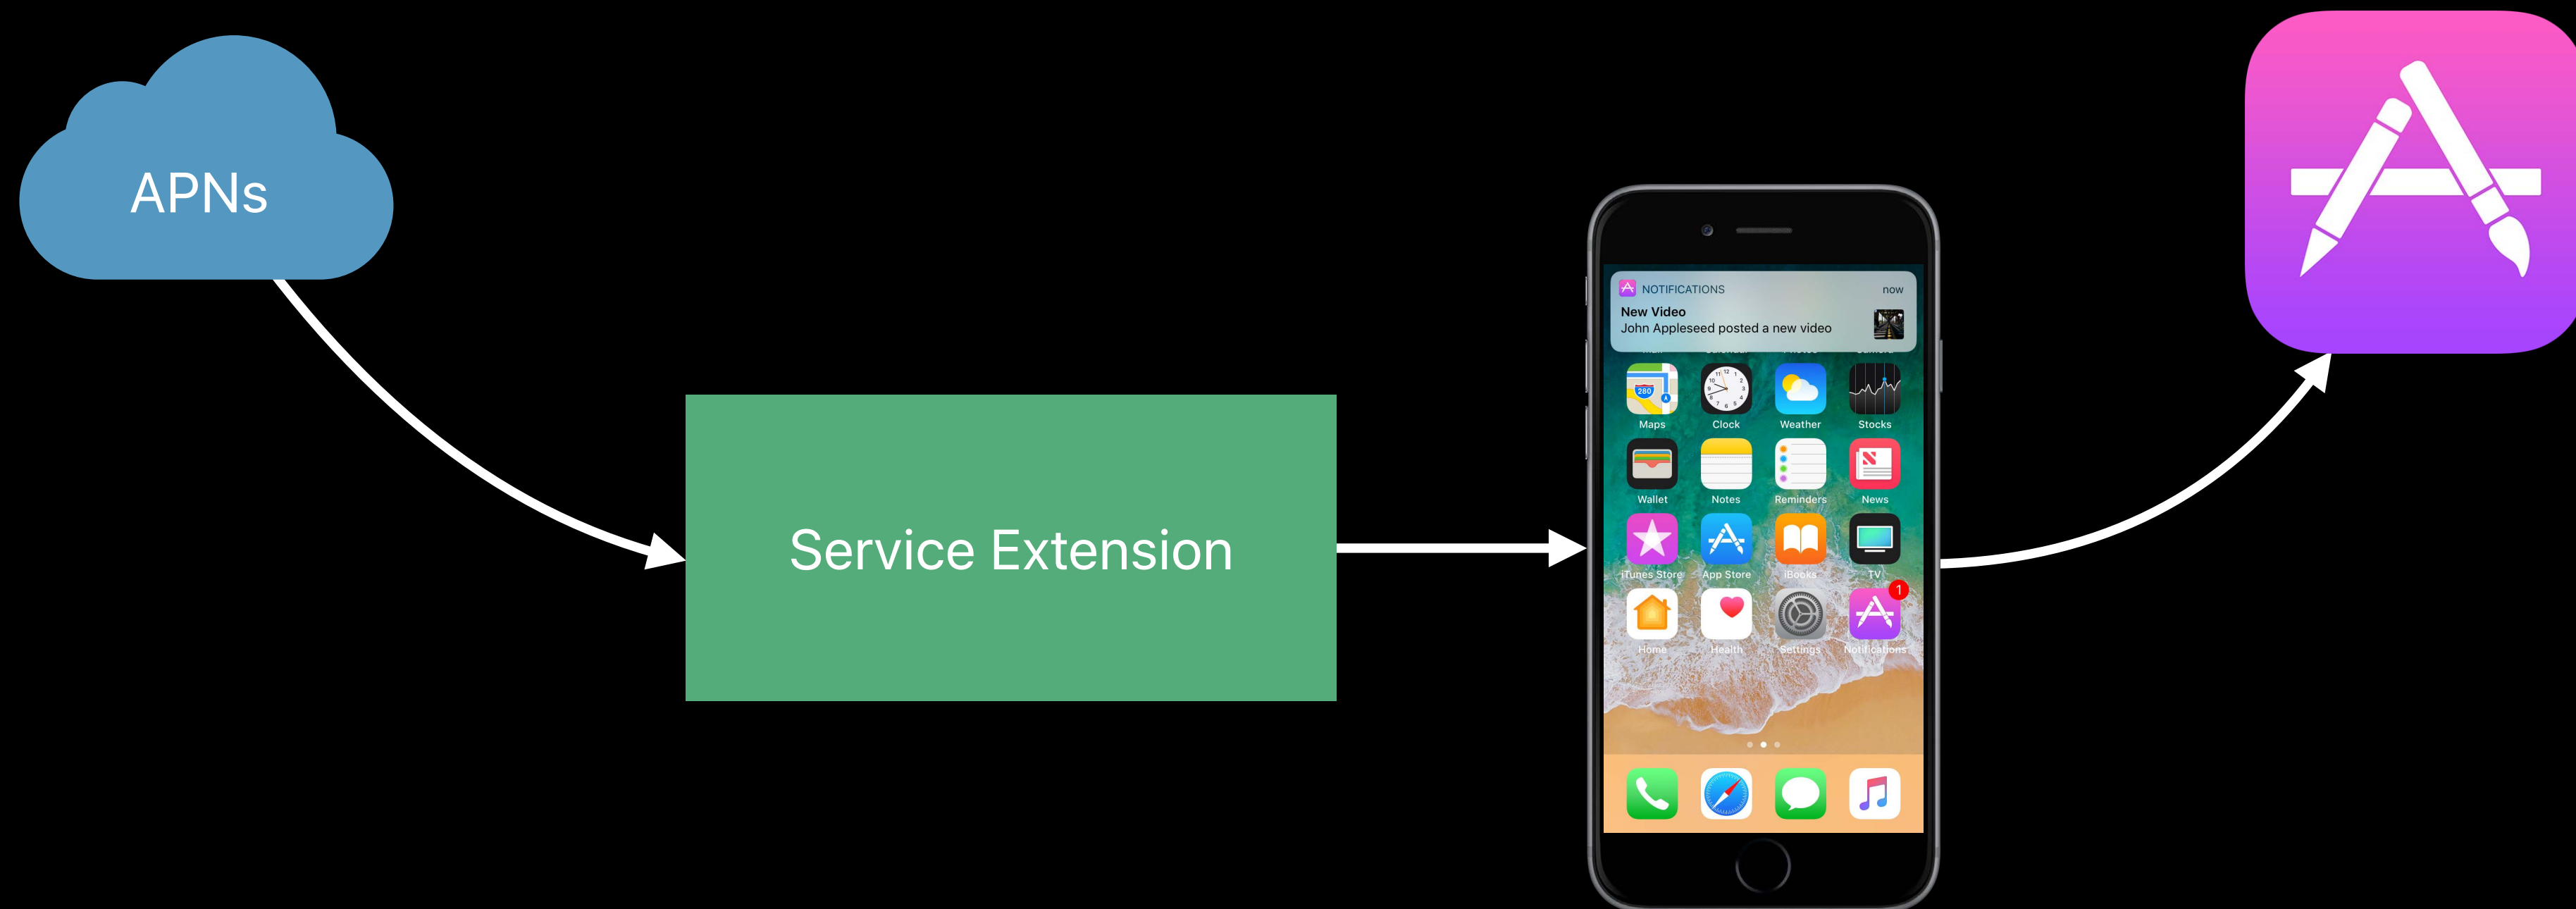 APNs
Service Extension
NOTIFICATIONS now
New Video
John Appleseed posted a new video
280
Maps Clock Weather Stocks
Wallet Notes Reminders News
iTunes Store App Store iBooks TV
1
Home Health Settings Notifications